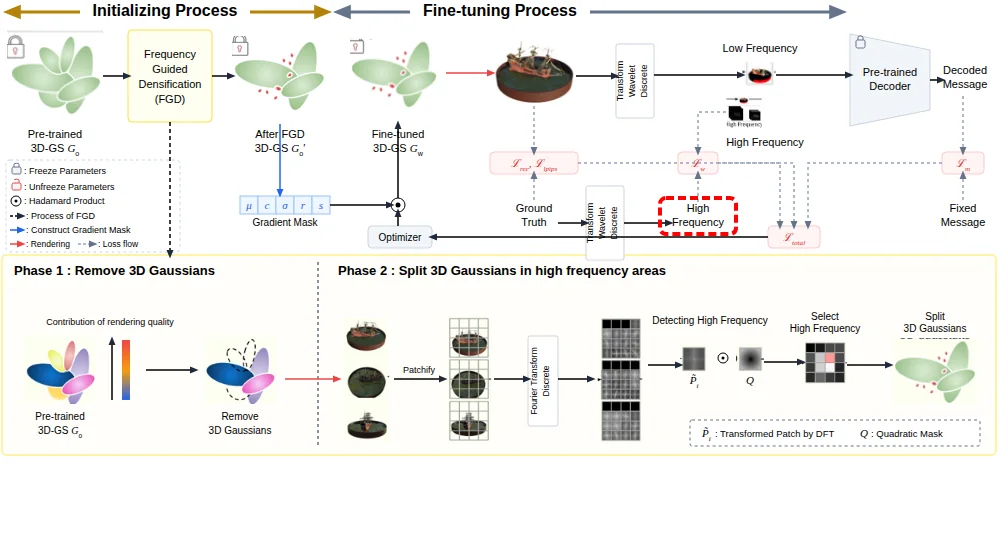 Initializing Process
Fine-tuning Process
Frequency
Guided
Densification
(FGD)
Transform
Wavelet
Discrete
Low Frequency
Pre-trained
Decoder
Decoded
Message
High Frequency
High Frequency
Pre-trained
3D-GS Gₒ
After FGD
3D-GS Gₒ'
Fine-tuned
3D-GS G_w
ℒ_rec, ℒ_lpips
ℒ_w
ℒ_m
: Freeze Parameters
: Unfreeze Parameters
: Hadamard Product
: Process of FGD
: Construct Gradient Mask
: Rendering
: Loss flow
μ c σ r s
Gradient Mask
Optimizer
Ground
Truth
Transform
Wavelet
Discrete
High
Frequency
ℒ_total
Fixed
Message
Phase 1 : Remove 3D Gaussians
Phase 2 : Split 3D Gaussians in high frequency areas
Contribution of rendering quality
Pre-trained
3D-GS Gₒ
Remove
3D Gaussians
Patchify
Fourier Transform
Discrete
Detecting High Frequency
P̃ᵢ
Q
Select
High Frequency
Split
3D Gaussians
P̃ᵢ : Transformed Patch by DFT
Q : Quadratic Mask